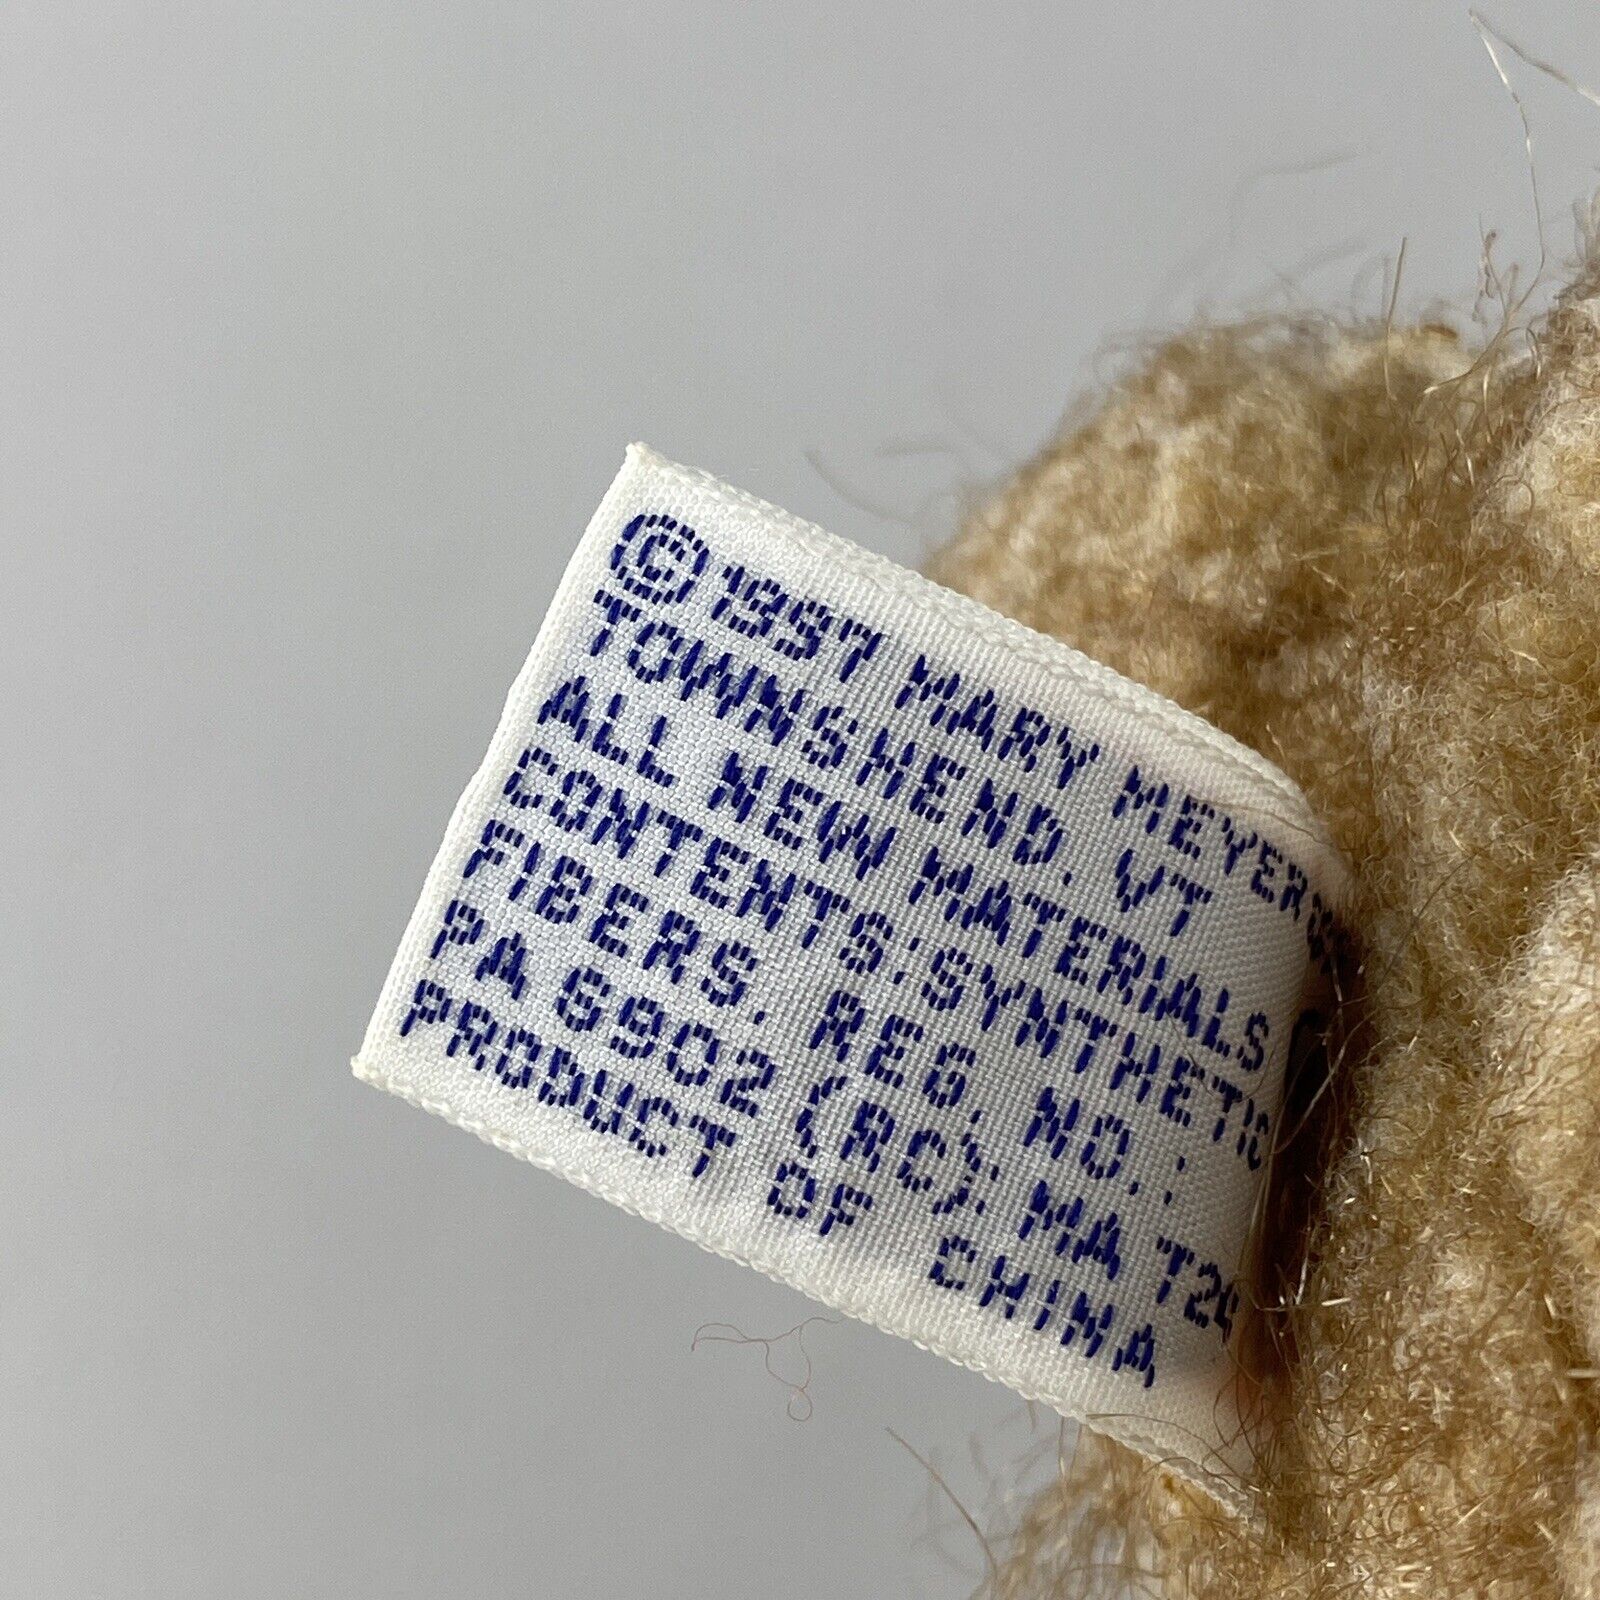 © 1997 MARY MEYER
TOWNSHEND, VT
ALL NEW MATERIALS
CONTENTS: SYNTHETIC
FIBERS. REG. NO.:
PA 6902 (RC); MA T20
PRODUCT OF CHINA